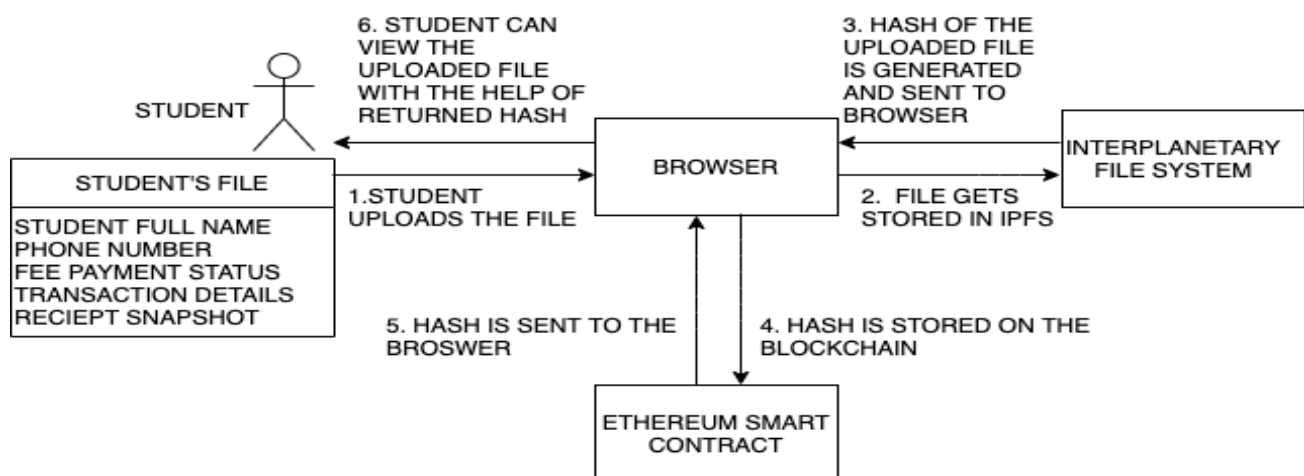 6. STUDENT CAN
VIEW THE
UPLOADED FILE
WITH THE HELP OF
RETURNED HASH
3. HASH OF THE
UPLOADED FILE
IS GENERATED
AND SENT TO
BROWSER
STUDENT
STUDENT'S FILE
STUDENT FULL NAME
PHONE NUMBER
FEE PAYMENT STATUS
TRANSACTION DETAILS
RECIEPT SNAPSHOT
1.STUDENT
UPLOADS THE FILE
BROWSER
2. FILE GETS
STORED IN IPFS
INTERPLANETARY
FILE SYSTEM
5. HASH IS SENT TO THE
BROSWER
4. HASH IS STORED ON THE
BLOCKCHAIN
ETHEREUM SMART
CONTRACT